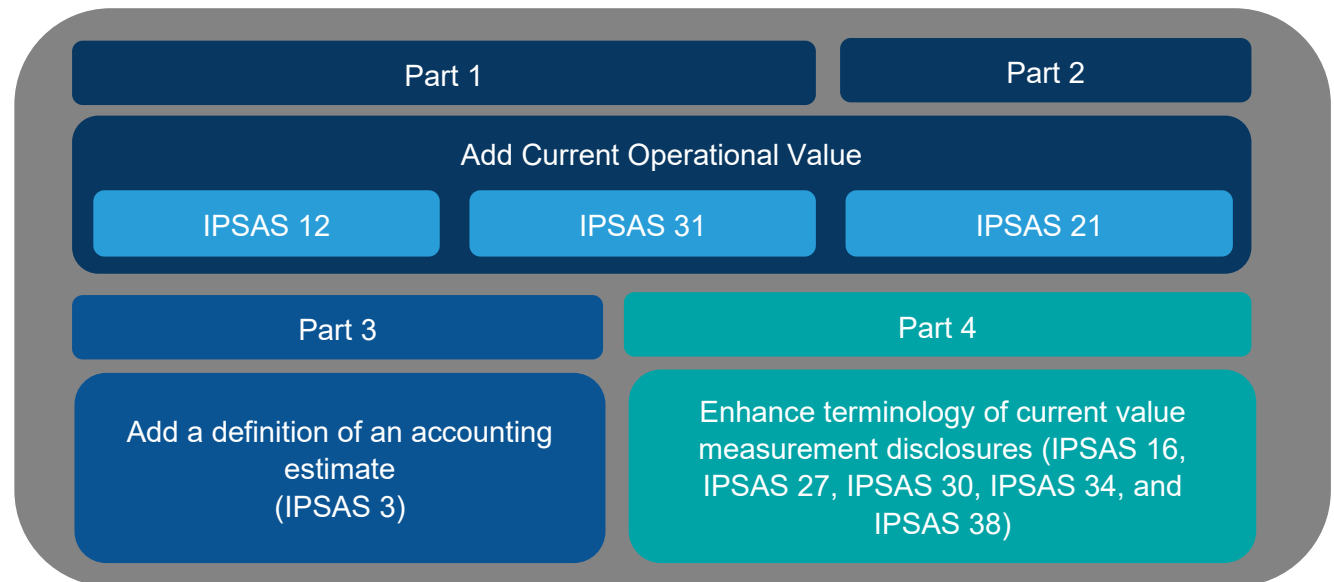 Part 1
Part 2
Add Current Operational Value
IPSAS 12
IPSAS 31
IPSAS 21
Part 3
Part 4
Add a definition of an accounting
estimate
(IPSAS 3)
Enhance terminology of current value
measurement disclosures (IPSAS 16,
IPSAS 27, IPSAS 30, IPSAS 34, and
IPSAS 38)